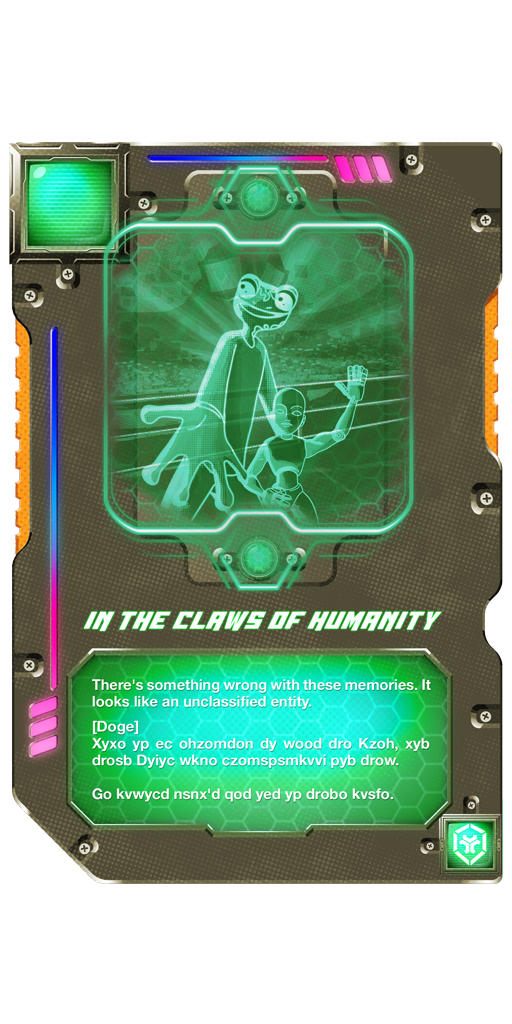 IN THE CLAWS OF HUMANITY
There's something wrong with these memories. It
looks like an unclassified entity.
[Doge]
Xyxo yp ec ohzomdon dy wood dro Kzoh, xyb
drosb Dyiyc wkno czomspsmkvvi pyb drow.
Go kvwycd nsnx'd qod yed yp drobo kvsfo.